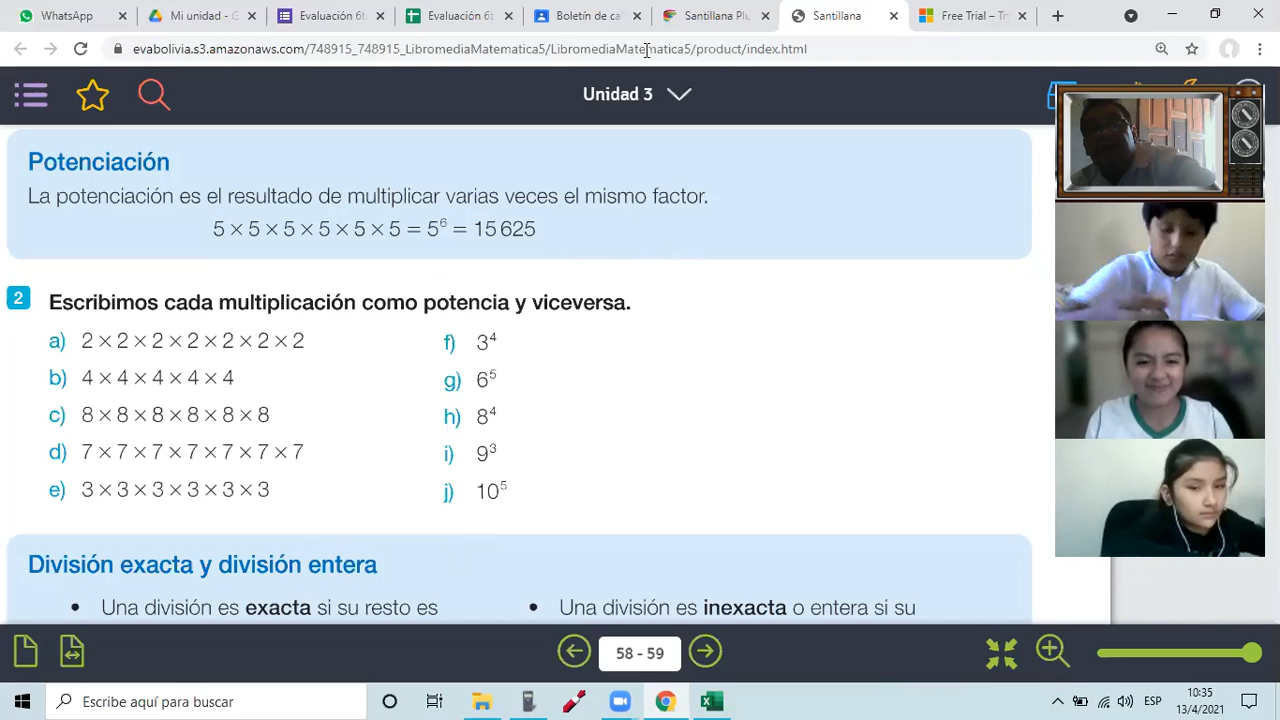 WhatsApp
Mi unidad - G
Evaluación 6t
Evaluación 6t
Boletín de cal
Santillana Plu
Santillana
Free Trial – Tr
evabolivia.s3.amazonaws.com/748915_748915_LibromediaMatematica5/LibromediaMatematica5/product/index.html
Unidad 3
Potenciación
La potenciación es el resultado de multiplicar varias veces el mismo factor.
5 × 5 × 5 × 5 × 5 × 5 = 5⁶ = 15 625
2 Escribimos cada multiplicación como potencia y viceversa.
a) 2 × 2 × 2 × 2 × 2 × 2 × 2
b) 4 × 4 × 4 × 4 × 4
c) 8 × 8 × 8 × 8 × 8 × 8
d) 7 × 7 × 7 × 7 × 7 × 7 × 7
e) 3 × 3 × 3 × 3 × 3 × 3
f) 3⁴
g) 6⁵
h) 8⁴
i) 9³
j) 10⁵
División exacta y división entera
• Una división es exacta si su resto es
• Una división es inexacta o entera si su
58 - 59
Escribe aquí para buscar
ESP
10:35
13/4/2021